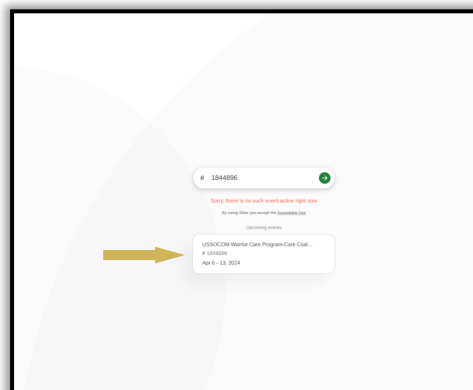 # 1844896
Sorry, there is no such event active right now
By using Slido you accept the Acceptable Use
Upcoming events
USSOCOM Warrior Care Program-Care Coal...
# 1844896
Apr 6 – 13, 2024